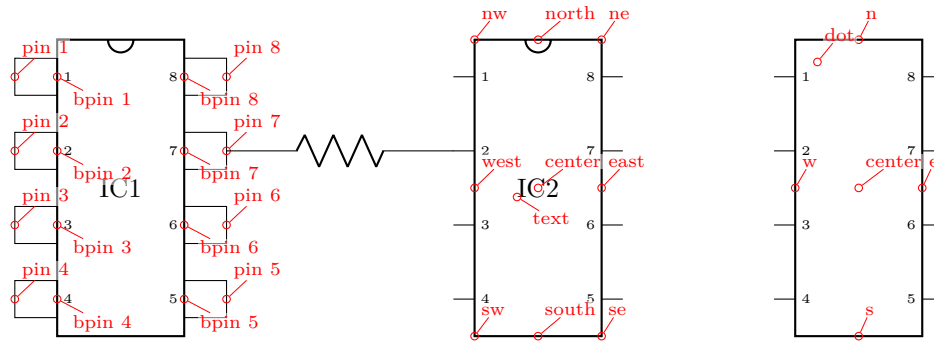 nw north ne
n
pin 1 pin 8 dot
1 8 1 8 1
bpin 1 bpin 8
pin 2 pin 7
2 7 2 7 2
bpin 2 bpin 7 west center east w center e
IC1 IC2
pin 3 pin 6
text
3 6 3 6 3 6
bpin 3 bpin 6
pin 4 pin 5
4 5 4 5 4 5
bpin 4 bpin 5 sw south se s